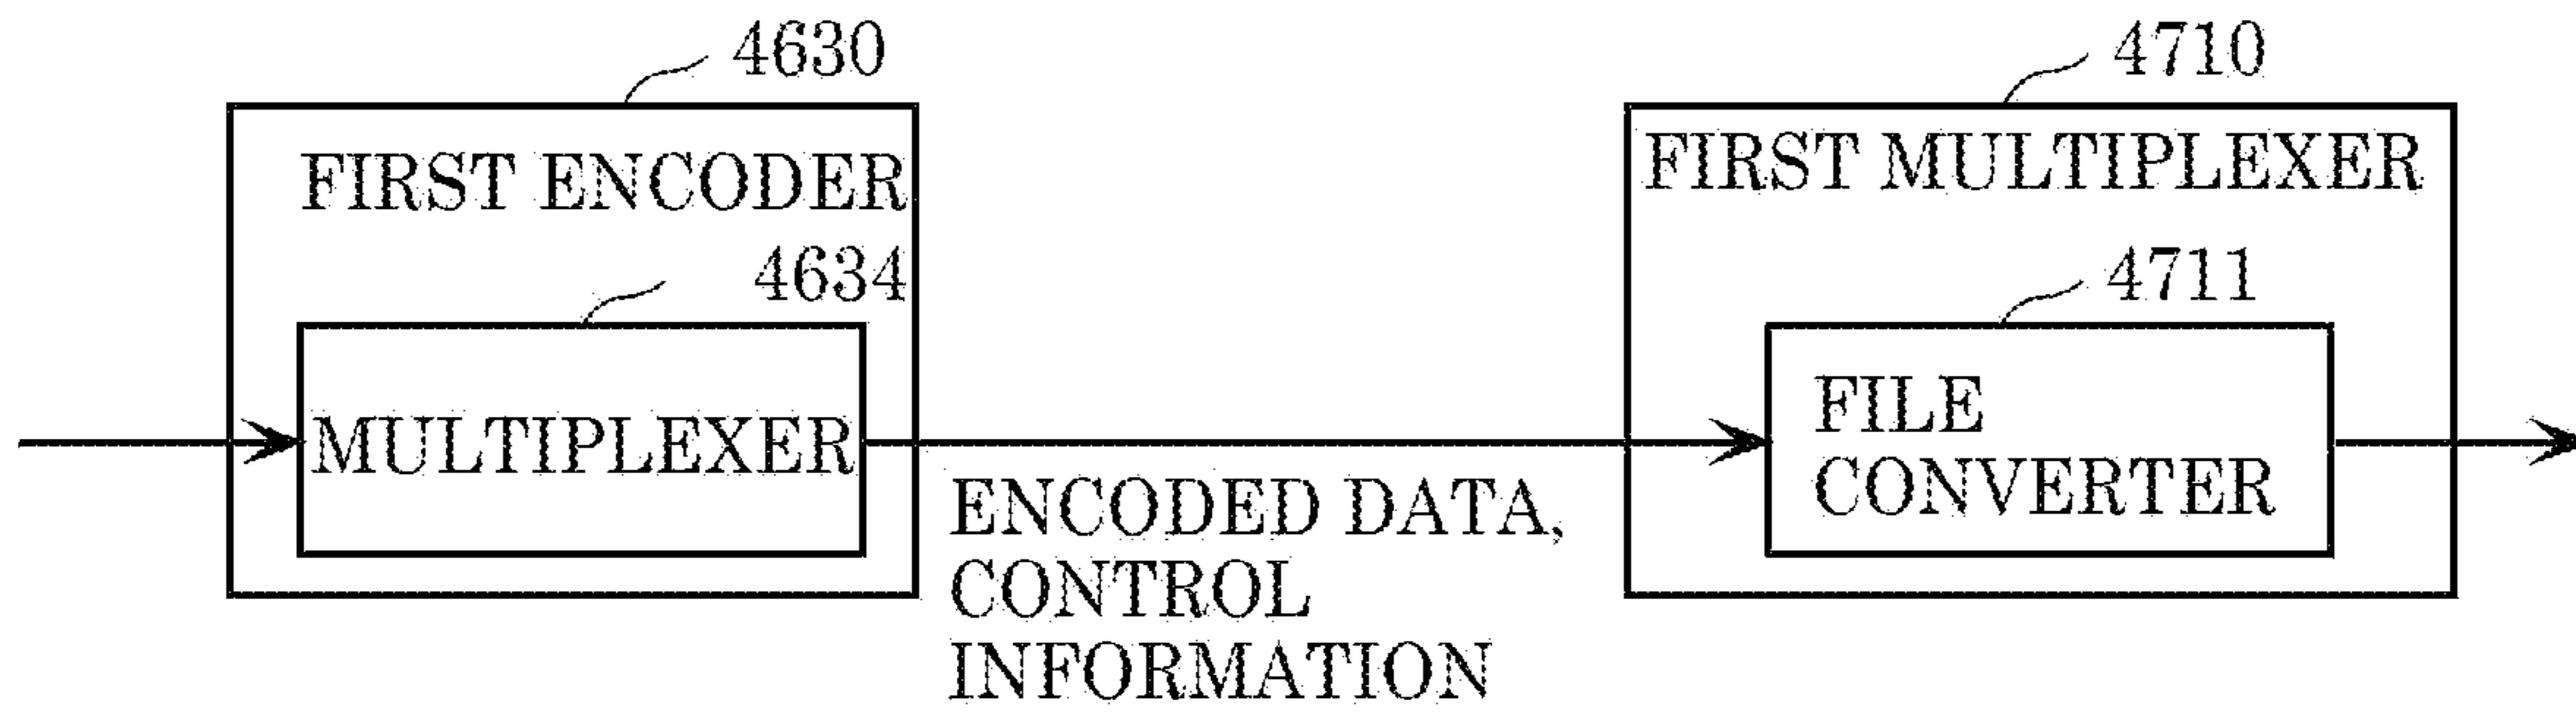 4630
FIRST ENCODER
4634
MULTIPLEXER
ENCODED DATA,
CONTROL
INFORMATION
4710
FIRST MULTIPLEXER
4711
FILE
CONVERTER